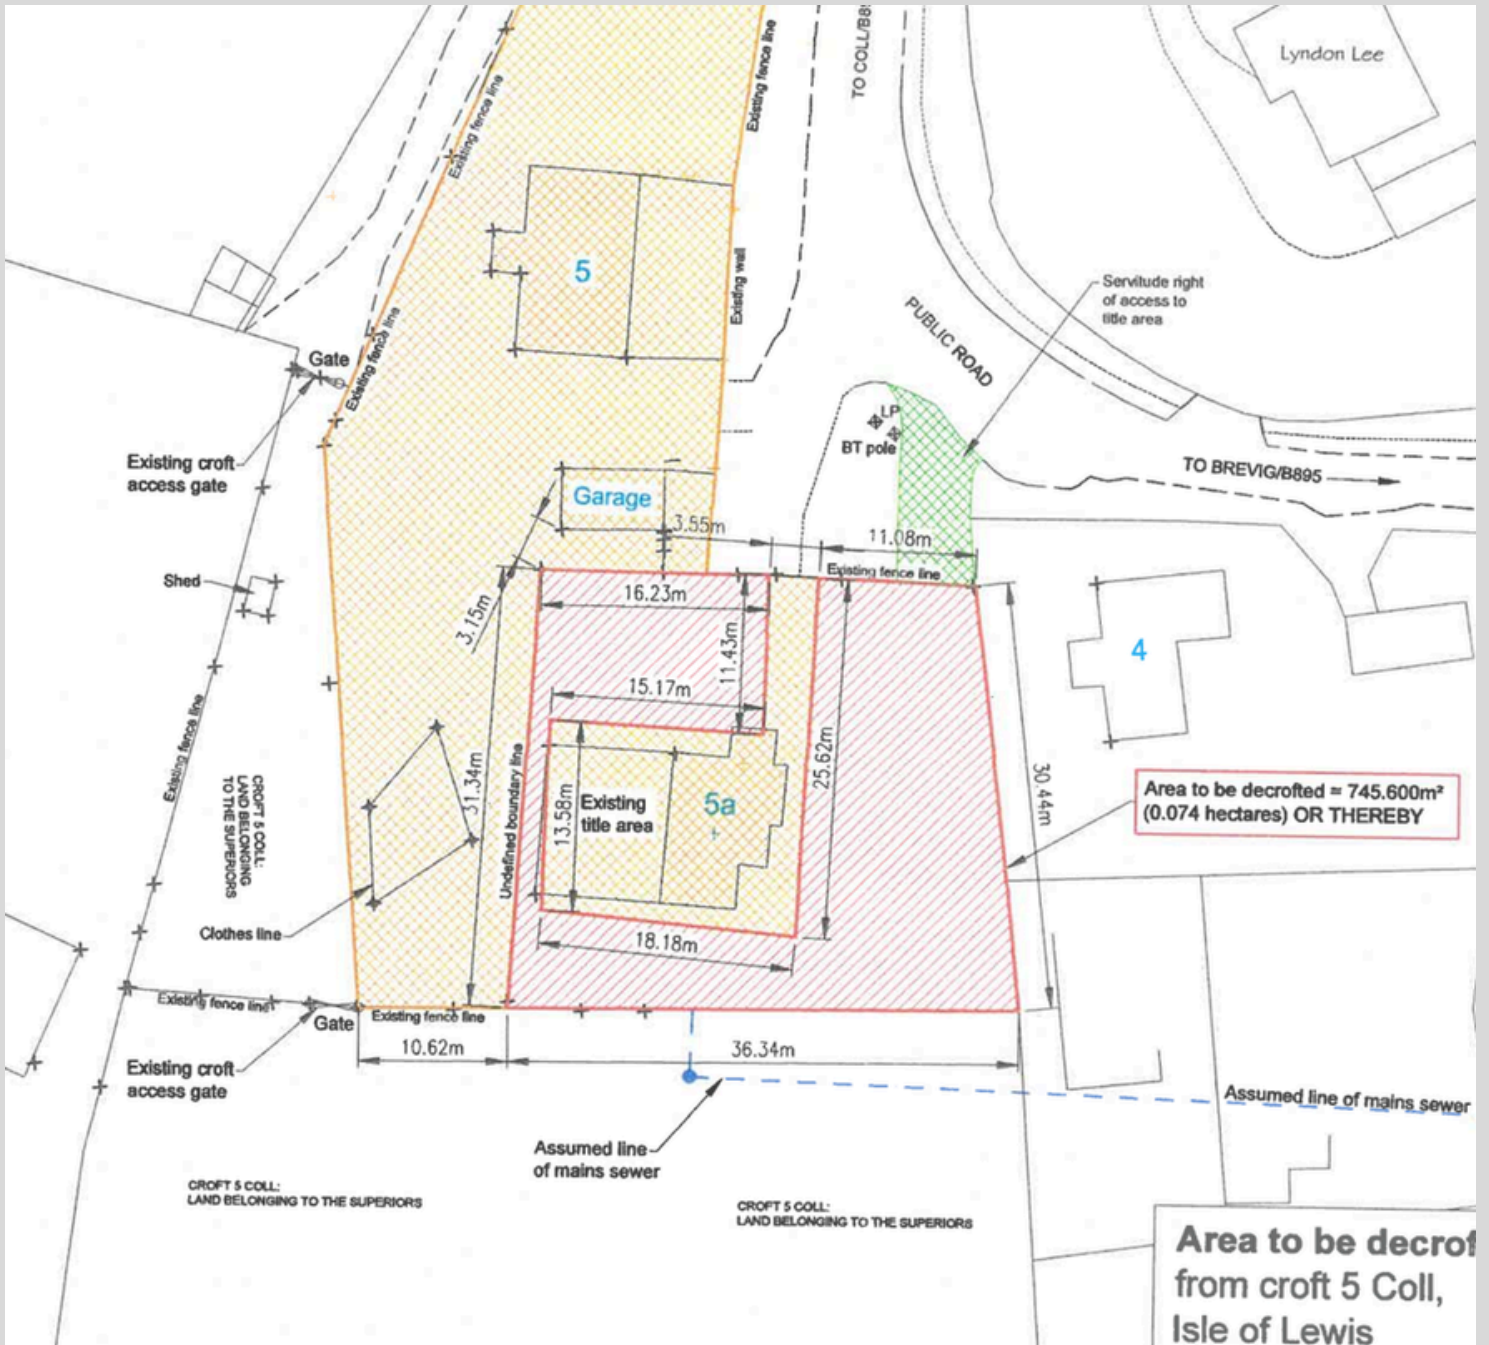 Lyndon Lee
TO COLL/B89
Existing fence line
Existing fence line
5
Existing wall
Servitude right
of access to
title area
PUBLIC ROAD
Gate
Existing fence line
LP
BT pole
Existing croft
access gate
TO BREVIG/B895
Garage
3.55m
11.08m
Existing fence line
Shed
16.23m
3.15m
11.43m
4
15.17m
Existing fence line
31.34m
Undefined boundary line
25.62m
30.44m
CROFT 5 COLL:
LAND BELONGING
TO THE SUPERIORS
13.58m
Existing
title area
5a
Area to be decrofted = 745.600m²
(0.074 hectares) OR THEREBY
Clothes line
18.18m
Existing fence line
Gate
Existing fence line
10.62m
36.34m
Existing croft
access gate
Assumed line of mains sewer
Assumed line
of mains sewer
CROFT 5 COLL:
LAND BELONGING TO THE SUPERIORS
CROFT 5 COLL:
LAND BELONGING TO THE SUPERIORS
Area to be decrof
from croft 5 Coll,
Isle of Lewis